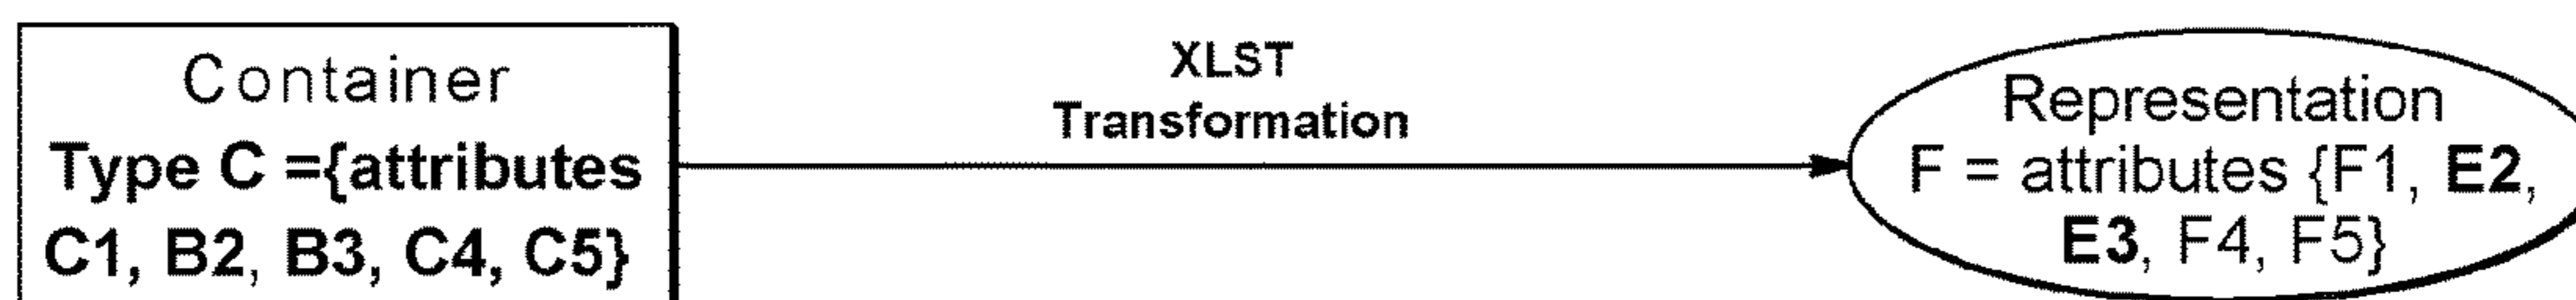 Container
Type C ={attributes
C1, B2, B3, C4, C5}
XLST
Transformation
Representation
F = attributes {F1, E2,
E3, F4, F5}